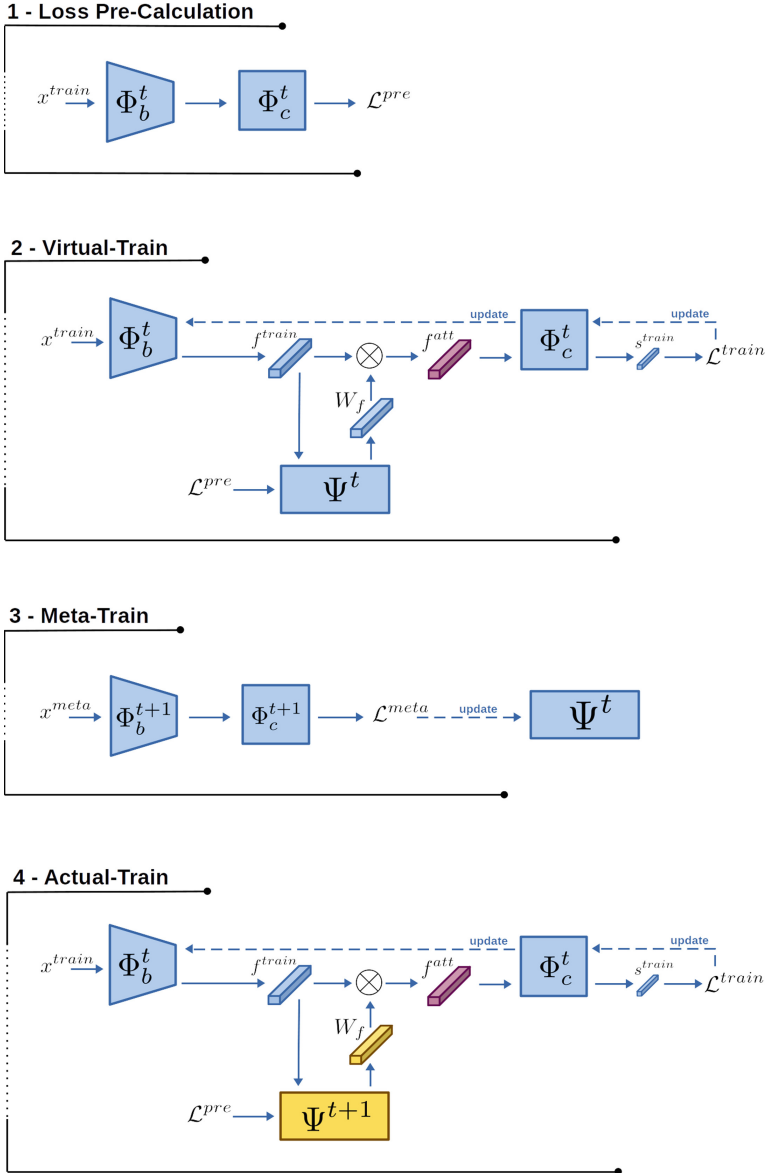 1 - Loss Pre-Calculation
x^{train} Φ_b^t Φ_c^t ℒ^{pre}
2 - Virtual-Train
update update
x^{train} Φ_b^t f^{train} f^{att} Φ_c^t s^{train} ℒ^{train}
W_f
ℒ^{pre} Ψ^t
3 - Meta-Train
x^{meta} Φ_b^{t+1} Φ_c^{t+1} ℒ^{meta} update Ψ^t
4 - Actual-Train
update update
x^{train} Φ_b^t f^{train} f^{att} Φ_c^t s^{train} ℒ^{train}
W_f
ℒ^{pre} Ψ^{t+1}